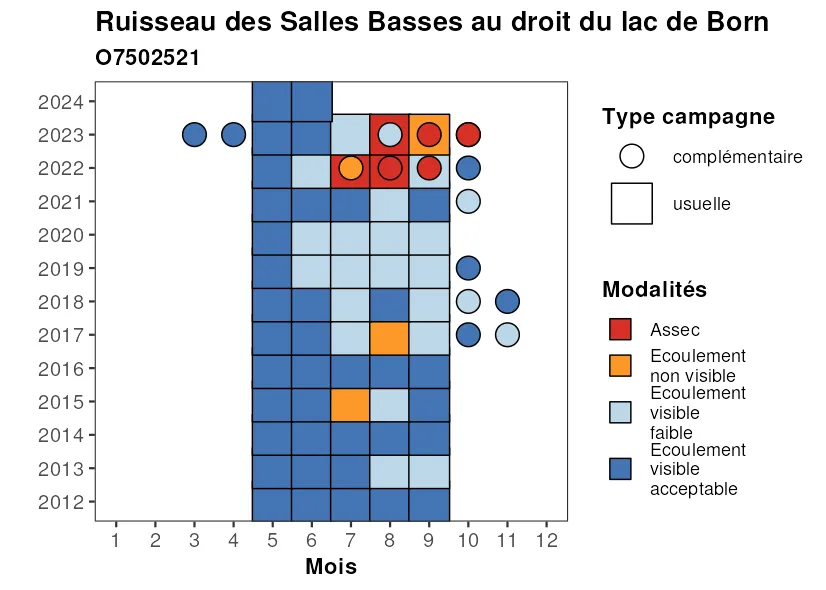 Ruisseau des Salles Basses au droit du lac de Born
O7502521
2024
2023
2022
2021
2020
2019
2018
2017
2016
2015
2014
2013
2012
1 2 3 4 5 6 7 8 9 10 11 12
Mois
Type campagne
complémentaire
usuelle
Modalités
Assec
Ecoulement
non visible
Ecoulement
visible
faible
Ecoulement
visible
acceptable